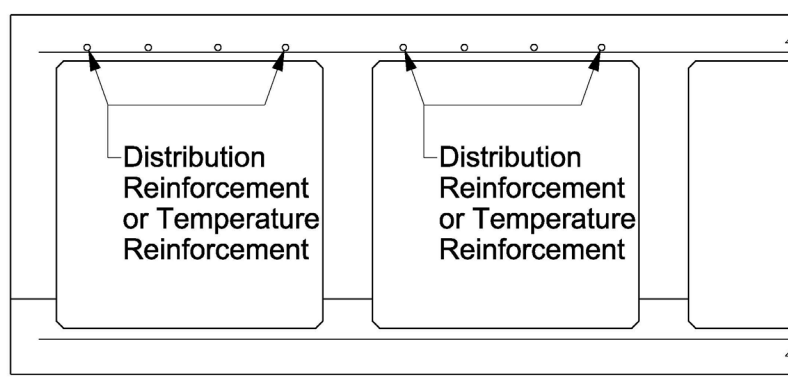 Distribution
Reinforcement
or Temperature
Reinforcement
Distribution
Reinforcement
or Temperature
Reinforcement